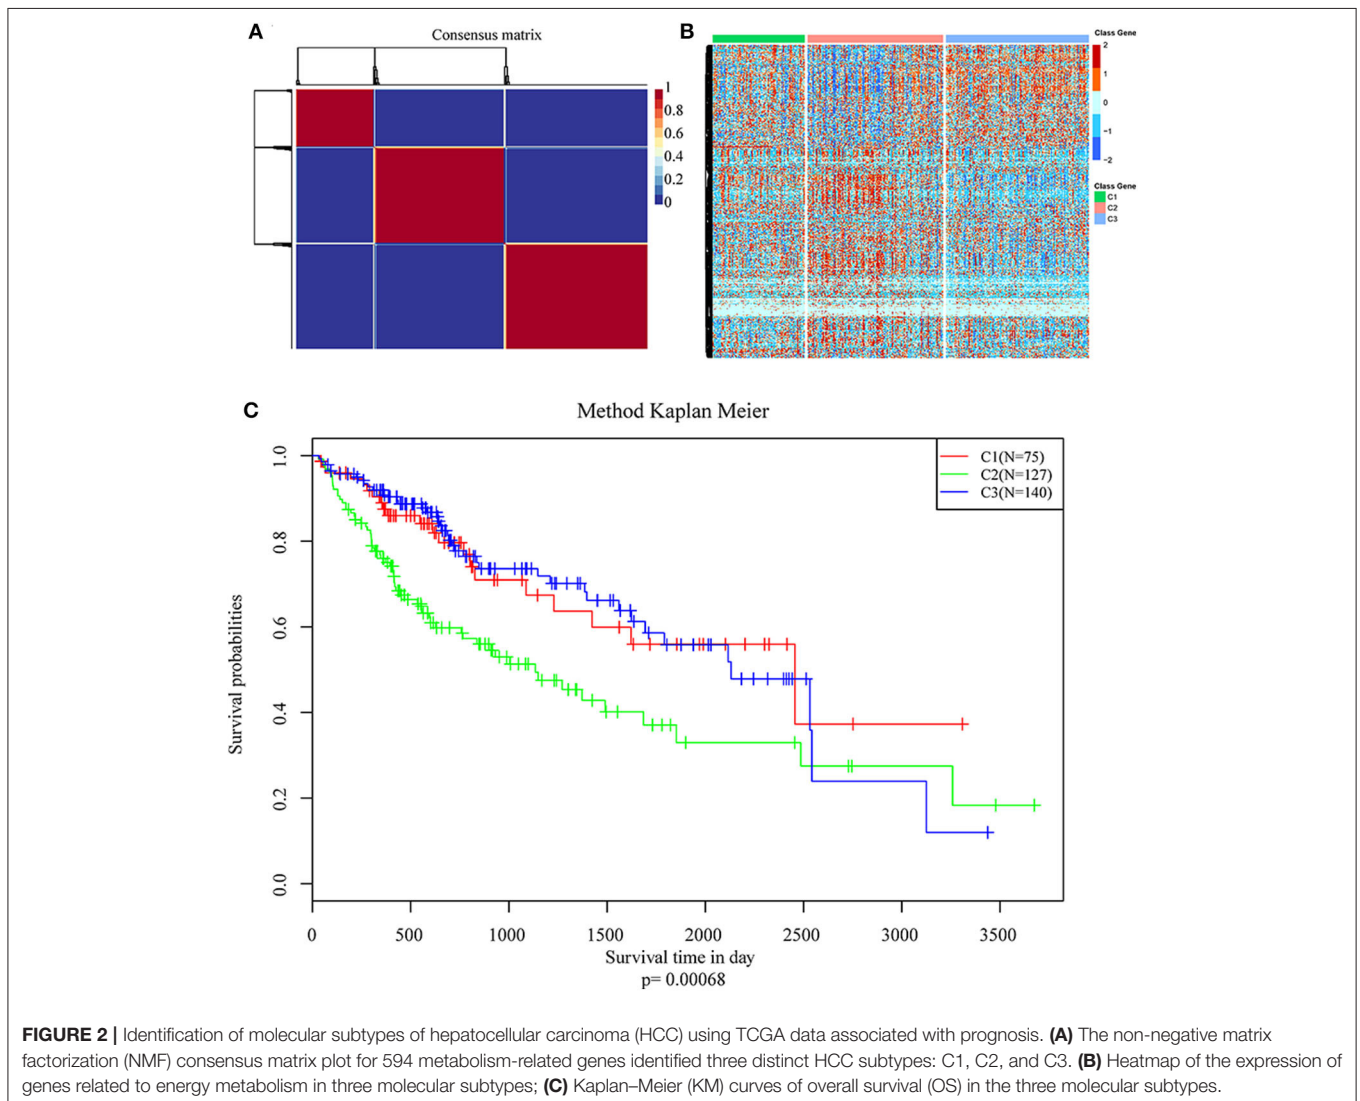 A
Consensus matrix
1
0.8
0.6
0.4
0.2
0
B
Class Gene
2
1
0
-1
-2
Class Gene
C1
C2
C3
C
Method Kaplan Meier
C1(N=75)
C2(N=127)
C3(N=140)
Survival probabilities
1.0
0.8
0.6
0.4
0.2
0.0
0 500 1000 1500 2000 2500 3000 3500
Survival time in day
p= 0.00068
FIGURE 2 | Identification of molecular subtypes of hepatocellular carcinoma (HCC) using TCGA data associated with prognosis. (A) The non-negative matrix
factorization (NMF) consensus matrix plot for 594 metabolism-related genes identified three distinct HCC subtypes: C1, C2, and C3. (B) Heatmap of the expression of
genes related to energy metabolism in three molecular subtypes; (C) Kaplan–Meier (KM) curves of overall survival (OS) in the three molecular subtypes.